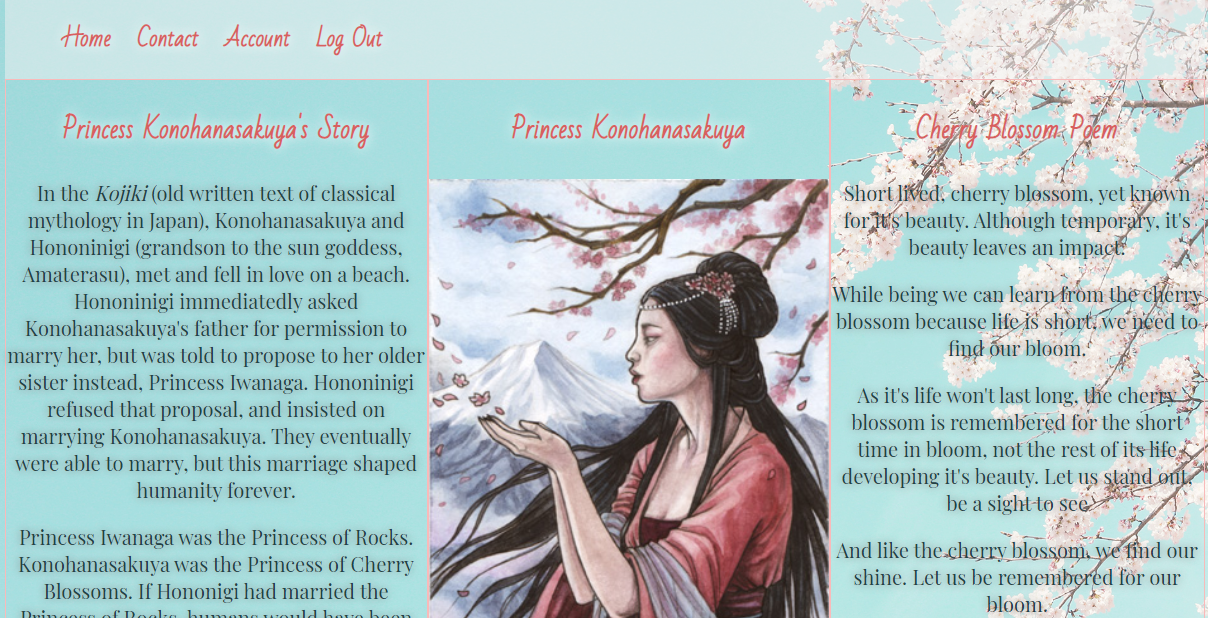 Home Contact Account Log Out
Princess Konohanasakuya's Story
In the Kojiki (old written text of classical
mythology in Japan), Konohanasakuya and
Hononinigi (grandson to the sun goddess,
Amaterasu), met and fell in love on a beach.
Hononinigi immediatedly asked
Konohanasakuya's father for permission to
marry her, but was told to propose to her older
sister instead, Princess Iwanaga. Hononinigi
refused that proposal, and insisted on
marrying Konohanasakuya. They eventually
were able to marry, but this marriage shaped
humanity forever.
Princess Iwanaga was the Princess of Rocks.
Konohanasakuya was the Princess of Cherry
Blossoms. If Hononigi had married the
Princess of Rocks, humans would have been
Princess Konohanasakuya
Cherry Blossom Poem
Short lived, cherry blossom, yet known
for it's beauty. Although temporary, it's
beauty leaves an impact.
While being we can learn from the cherry
blossom because life is short, we need to
find our bloom.
As it's life won't last long, the cherry
blossom is remembered for the short
time in bloom, not the rest of its life
developing it's beauty. Let us stand out,
be a sight to see.
And like the cherry blossom, we find our
shine. Let us be remembered for our
bloom.